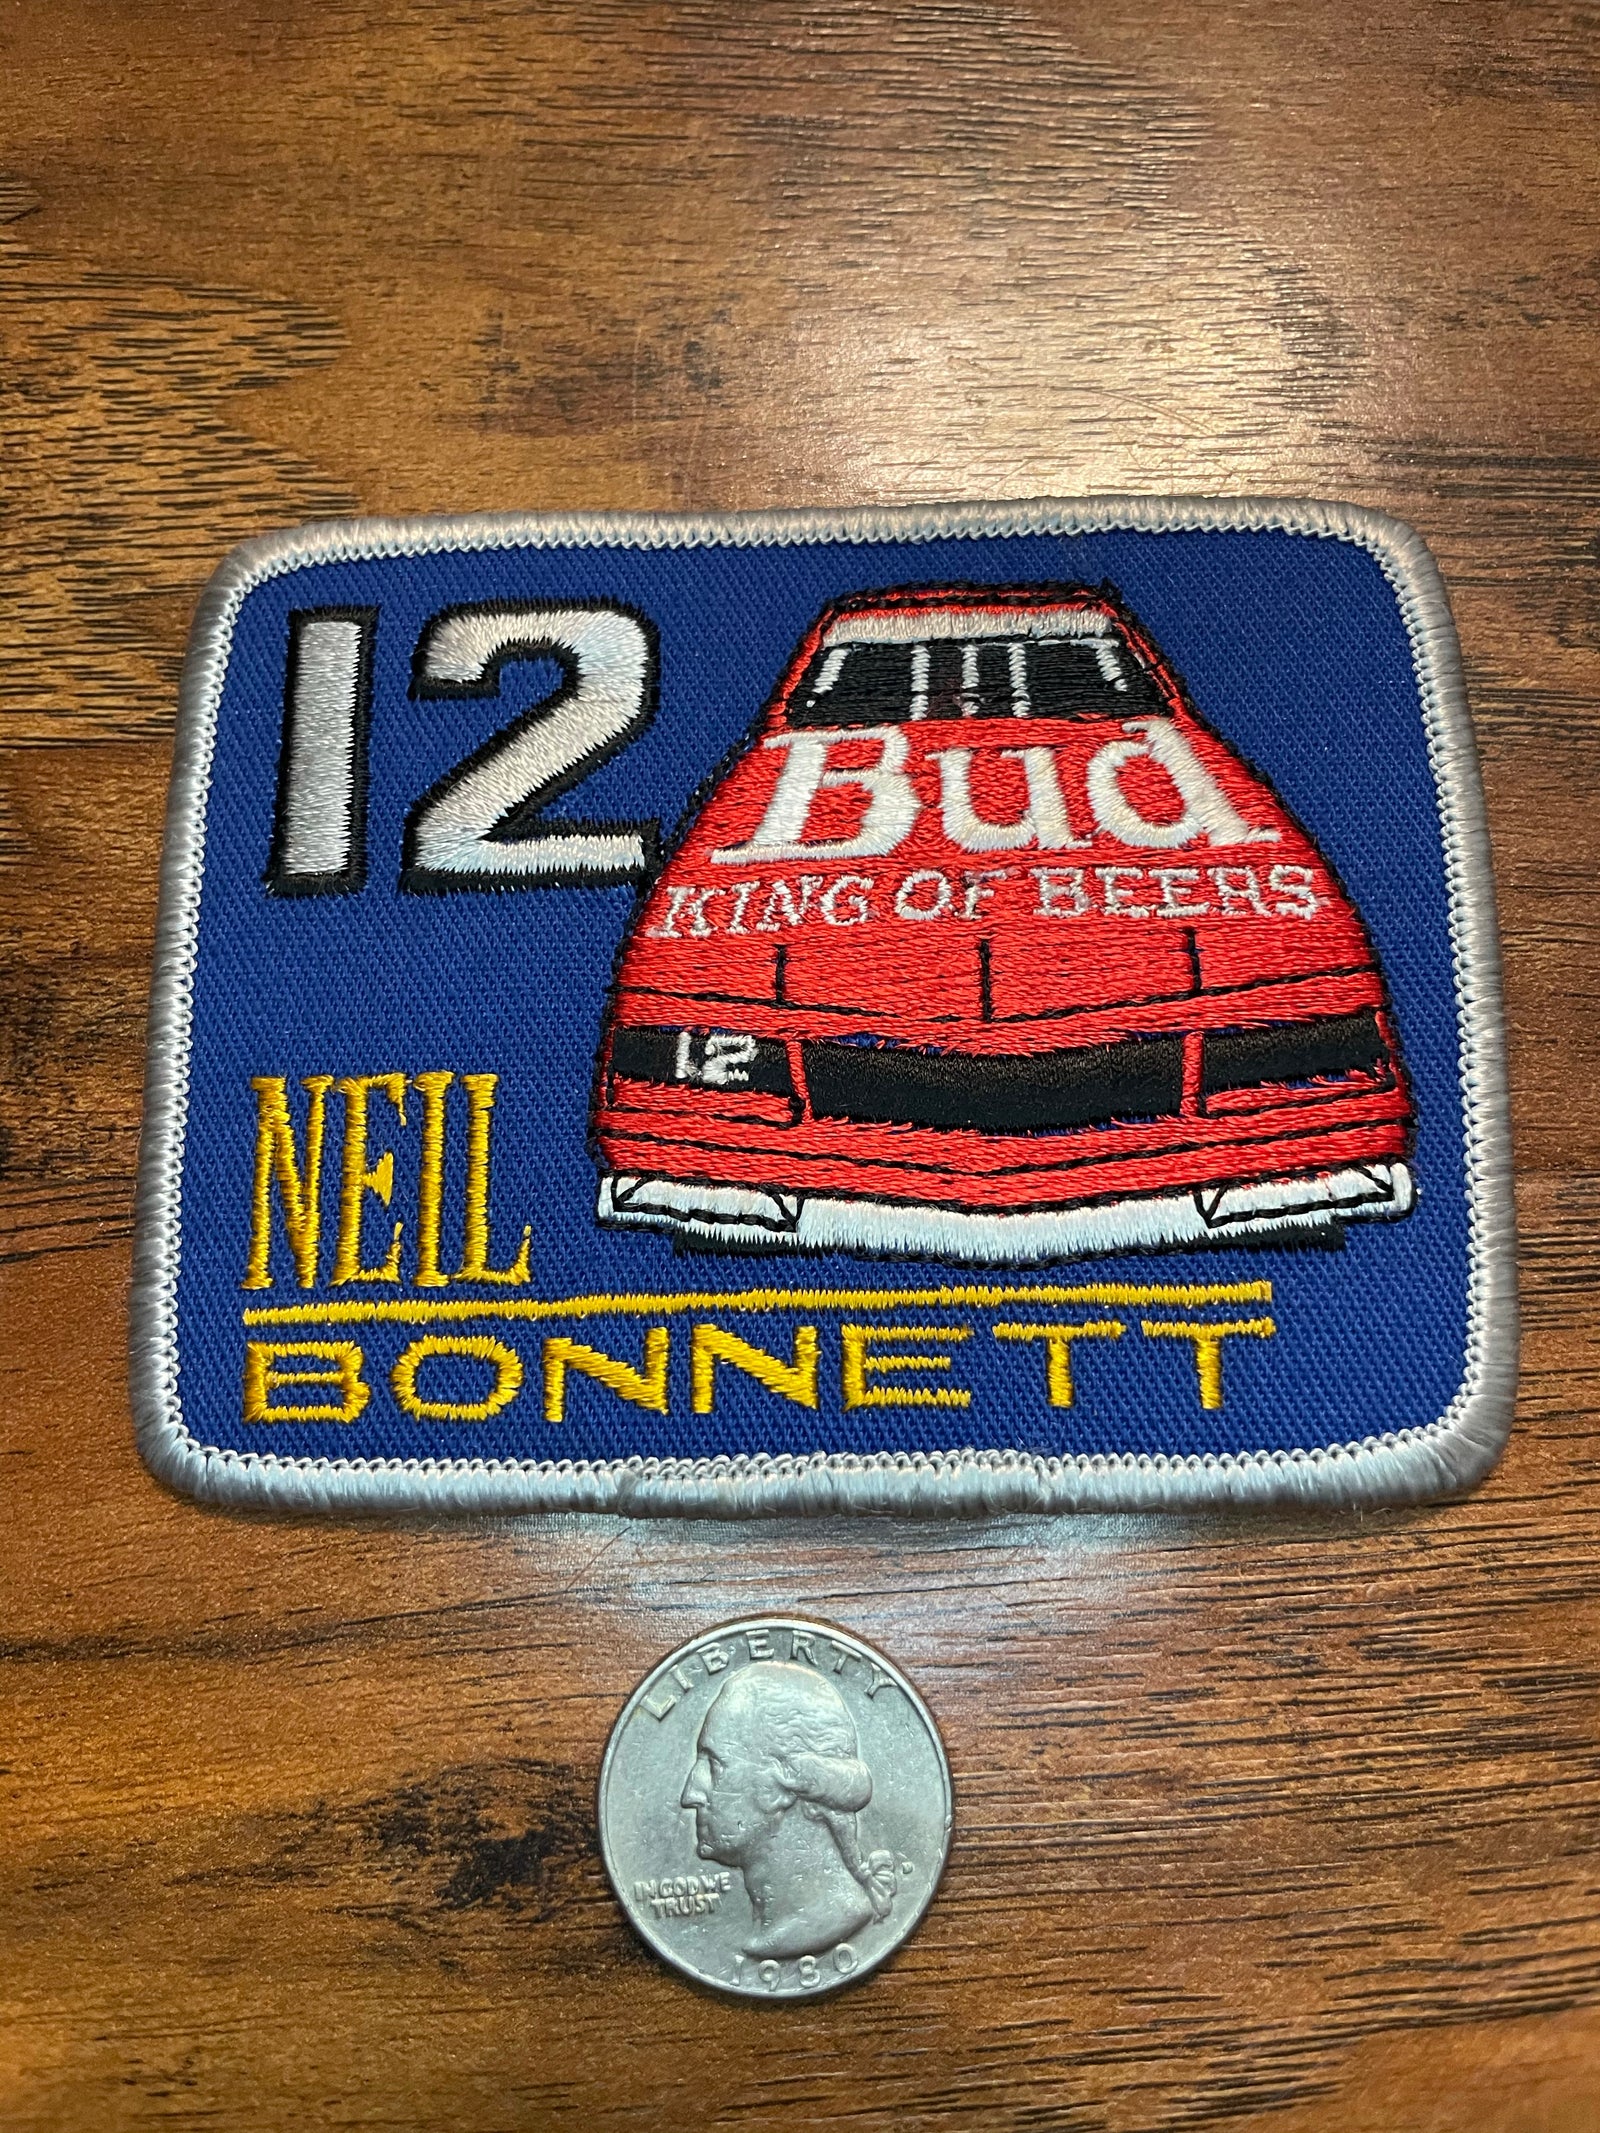 12
Bud
KING OF BEERS
12
NEIL
BONNETT
LIBERTY
IN GOD WE
TRUST
D
1980